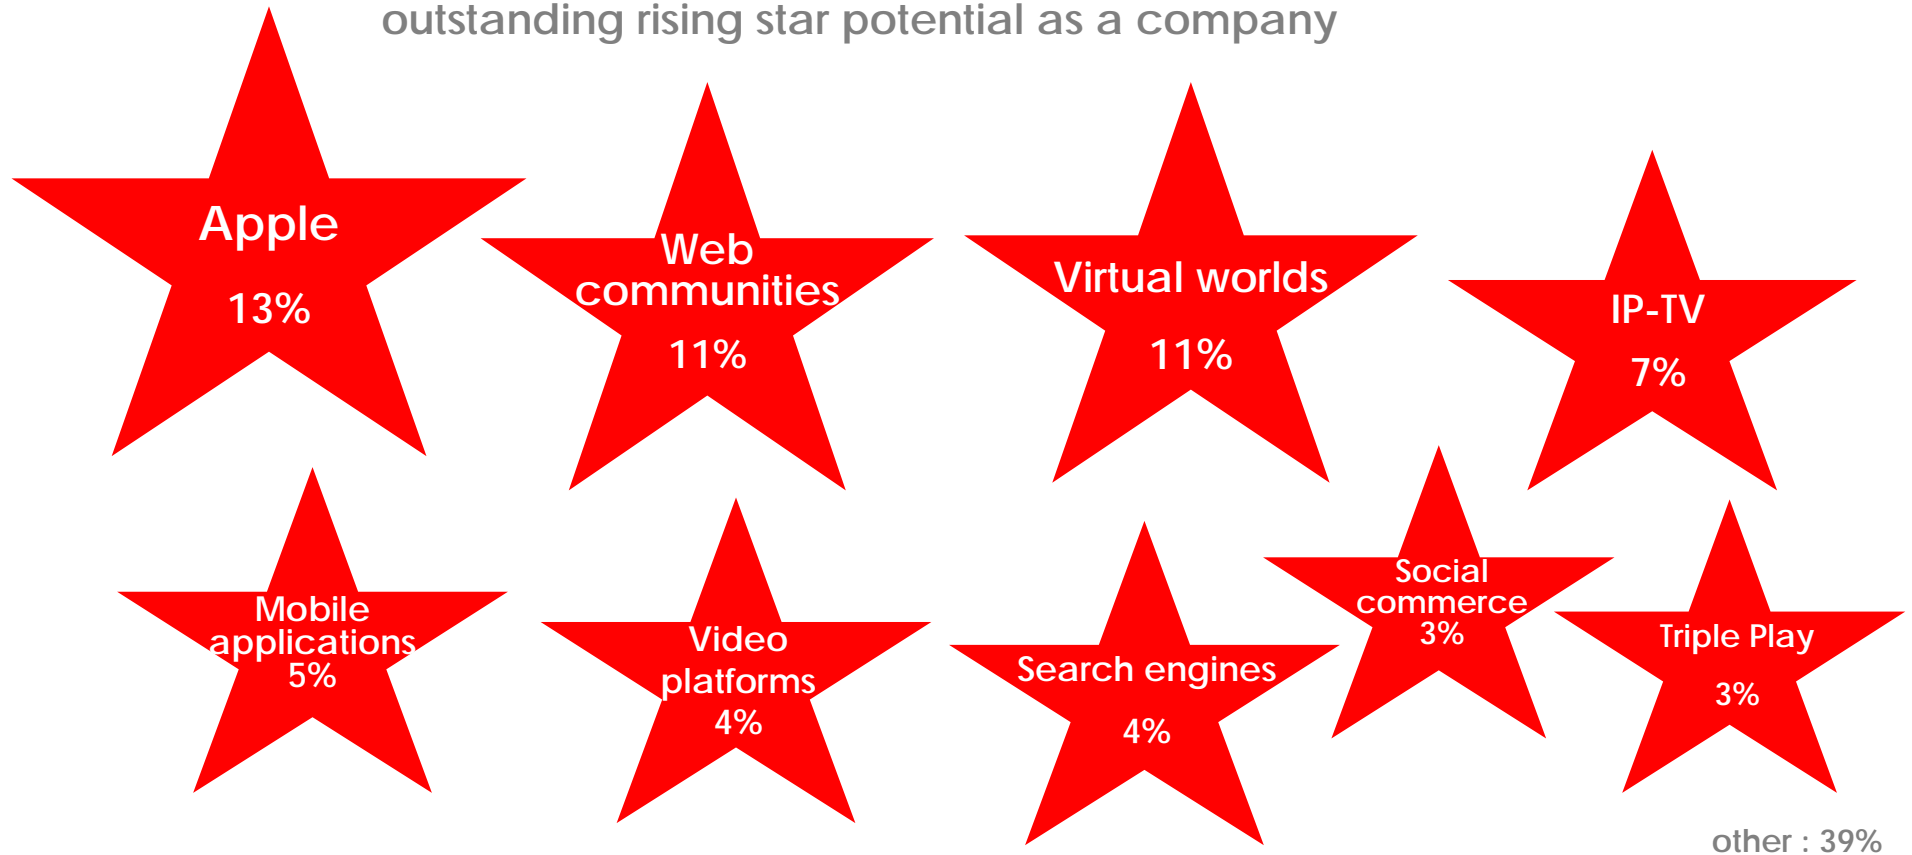 outstanding rising star potential as a company
Apple
13%
Web
communities
11%
Virtual worlds
11%
IP-TV
7%
Mobile
applications
5%
Video
platforms
4%
Search engines
4%
Social
commerce
3%
Triple Play
3%
other : 39%